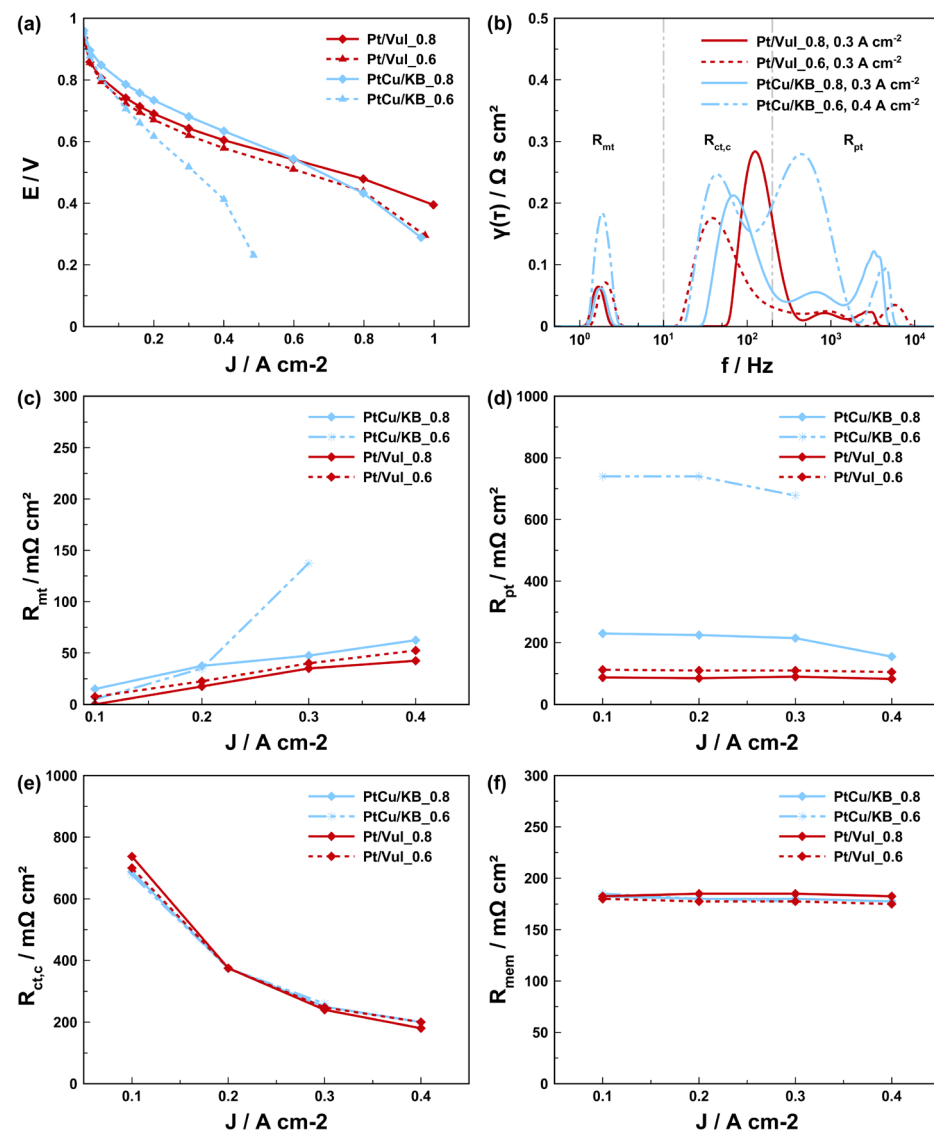 (a)
E / V
1
0.8
0.6
0.4
0.2
0
0.2
0.4
0.6
0.8
1
J / A cm-2
Pt/Vul_0.8
Pt/Vul_0.6
PtCu/KB_0.8
PtCu/KB_0.6
(b)
γ(τ) / Ω s cm²
0.5
0.4
0.3
0.2
0.1
0
10⁰
10¹
10²
10³
10⁴
f / Hz
Pt/Vul_0.8, 0.3 A cm⁻²
Pt/Vul_0.6, 0.3 A cm⁻²
PtCu/KB_0.8, 0.3 A cm⁻²
PtCu/KB_0.6, 0.4 A cm⁻²
Rmt
Rct,c
Rpt
(c)
Rmt / mΩ cm²
300
250
200
150
100
50
0
0.1
0.2
0.3
0.4
J / A cm-2
PtCu/KB_0.8
PtCu/KB_0.6
Pt/Vul_0.8
Pt/Vul_0.6
(d)
Rpt / mΩ cm²
1000
800
600
400
200
0
0.1
0.2
0.3
0.4
J / A cm-2
PtCu/KB_0.8
PtCu/KB_0.6
Pt/Vul_0.8
Pt/Vul_0.6
(e)
Rct,c / mΩ cm²
1000
800
600
400
200
0
0.1
0.2
0.3
0.4
J / A cm-2
PtCu/KB_0.8
PtCu/KB_0.6
Pt/Vul_0.8
Pt/Vul_0.6
(f)
Rmem / mΩ cm²
300
250
200
150
100
50
0
0.1
0.2
0.3
0.4
J / A cm-2
PtCu/KB_0.8
PtCu/KB_0.6
Pt/Vul_0.8
Pt/Vul_0.6